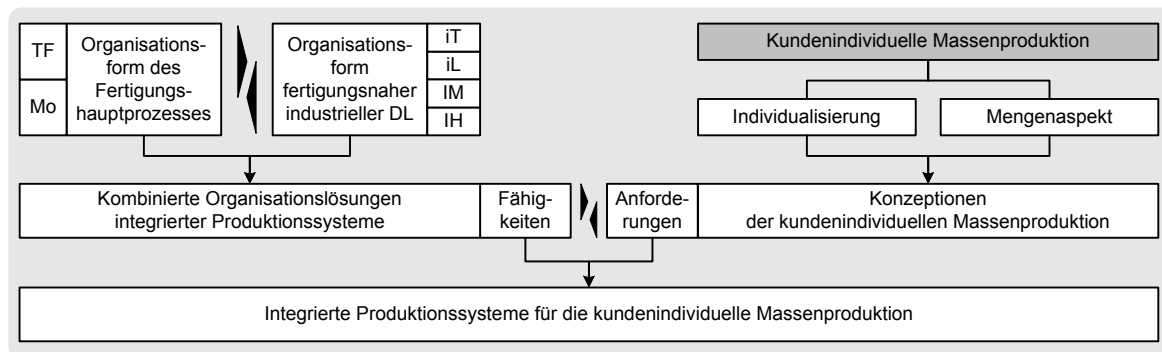 TF
Mo
Organisations-
form des
Fertigungs-
hauptprozesses
Organisations-
form
fertigungsnaher
industrieller DL
iT
iL
IM
IH
Kundenindividuelle Massenproduktion
Individualisierung
Mengenaspekt
Kombinierte Organisationslösungen
integrierter Produktionssysteme
Fähig-
keiten
Anforde-
rungen
Konzeptionen
der kundenindividuellen Massenproduktion
Integrierte Produktionssysteme für die kundenindividuelle Massenproduktion